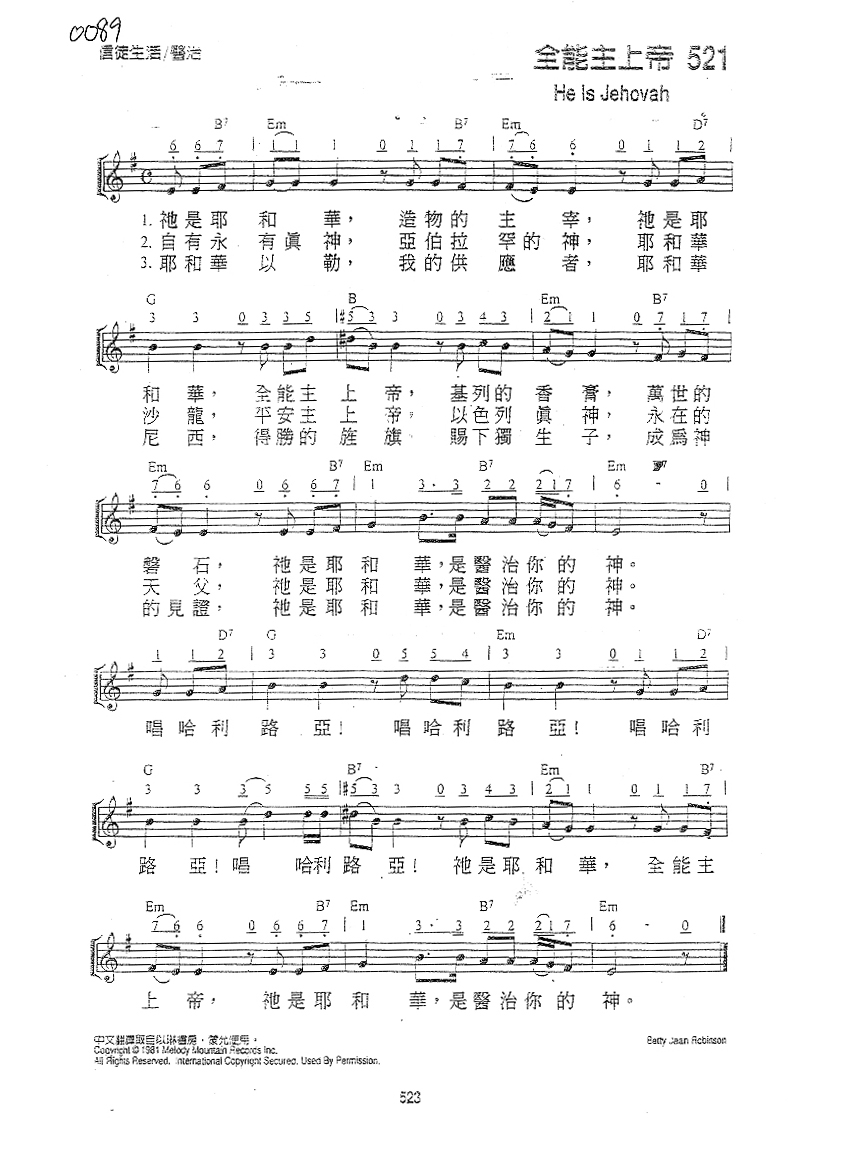 0089
信徒生活/醫治
全能主上帝 521
He Is Jehovah
B7 Em B7 Em D7
6 6 7 | 1 1 1 0 1 1 | 7 6 6 0 1 1 2
1. 祂是耶和華，造物的主宰，祂是耶
2. 自有永有眞神，亞伯拉罕的神，耶和華
3. 耶和華以勒，我的供應者，耶和華
G B Em B7
3 3 0 3 3 5 | #5 3 3 0 3 4 3 | 2 1 1 0 7 1 7 |
和華，全能主上帝，基列的香膏，萬世的
沙龍，平安主上帝，以色列眞神，永在的
尼西，得勝的旌旗，賜下獨生子，成爲神
Em B7 Em B7 Em B7
7 6 6 0 6 6 7 | 1 3 · 3 2 2 2 1 7 | 6 - 0 |
磐石，祂是耶和華，是醫治你的神。
天父，祂是耶和華，是醫治你的神。
的見證，祂是耶和華，是醫治你的神。
D7 G Em D7
1 1 2 | 3 3 0 5 5 4 | 3 3 0 1 1 2
唱哈利路亞！唱哈利路亞！唱哈利
G B7 Em B7
3 3 3 5 5 5 | #5 3 3 0 3 4 3 | 2 1 1 0 1 1 7 |
路亞！唱哈利路亞！祂是耶和華，全能主
Em B7 Em B7 Em
7 6 6 0 6 6 7 | 1 3 · 3 2 2 2 1 7 | 6 - 0 ‖
上帝，祂是耶和華，是醫治你的神。
中文翻譯取自以琳書房，蒙允使用。
Copyright © 1981 Melody Mountain Records Inc. Betty Jean Robinson
All Rights Reserved. International Copyright Secured. Used By Permission.
523